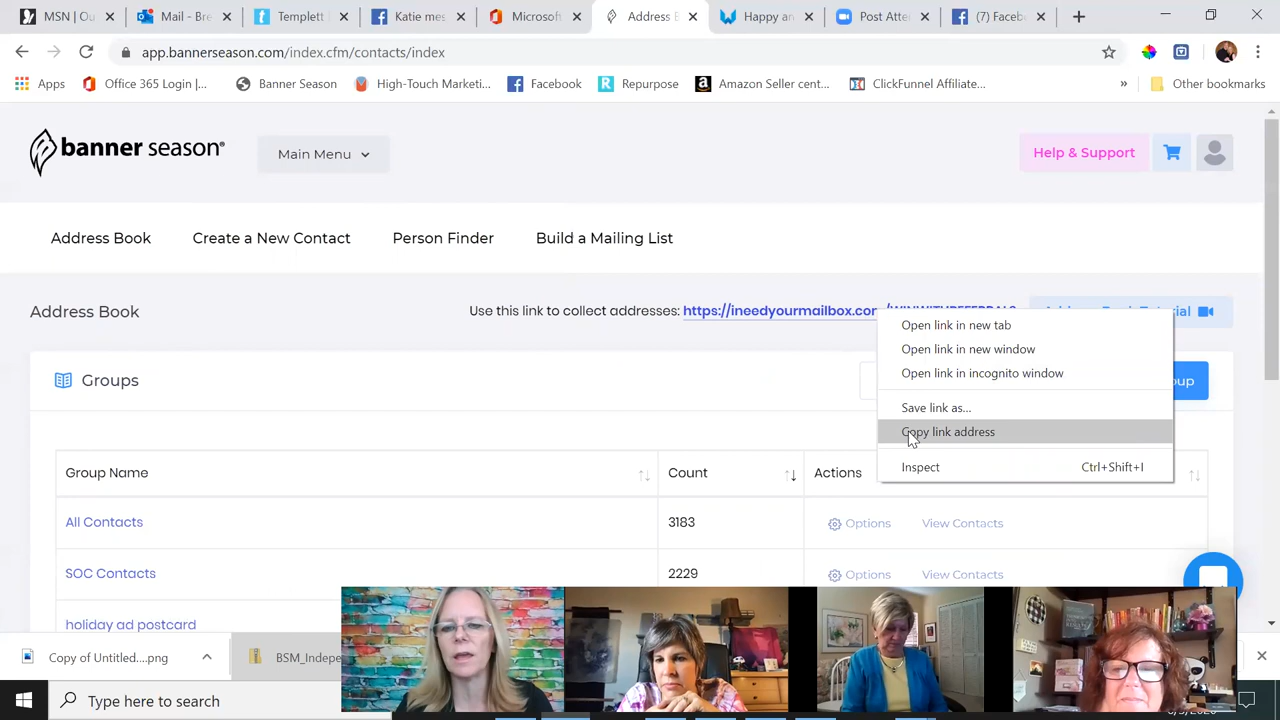 MSN | Ou
Mail - Bre
Templett
Katie mes
Microsoft
Address B
Happy an
Post Atte
(7) Faceb
app.bannerseason.com/index.cfm/contacts/index
Apps
Office 365 Login |...
Banner Season
High-Touch Marketi...
Facebook
Repurpose
Amazon Seller cent...
ClickFunnel Affiliate...
»
Other bookmarks
banner season®
Main Menu
Help & Support
Address Book
Create a New Contact
Person Finder
Build a Mailing List
Address Book
Use this link to collect addresses: https://ineedyourmailbox.com
Open link in new tab
Open link in new window
Open link in incognito window
Save link as...
Copy link address
Inspect Ctrl+Shift+I
Groups
Group Name
Count
Actions
All Contacts
3183
Options
View Contacts
SOC Contacts
2229
Options
View Contacts
holiday ad postcard
Copy of Untitled....png
BSM_Indepe
Type here to search